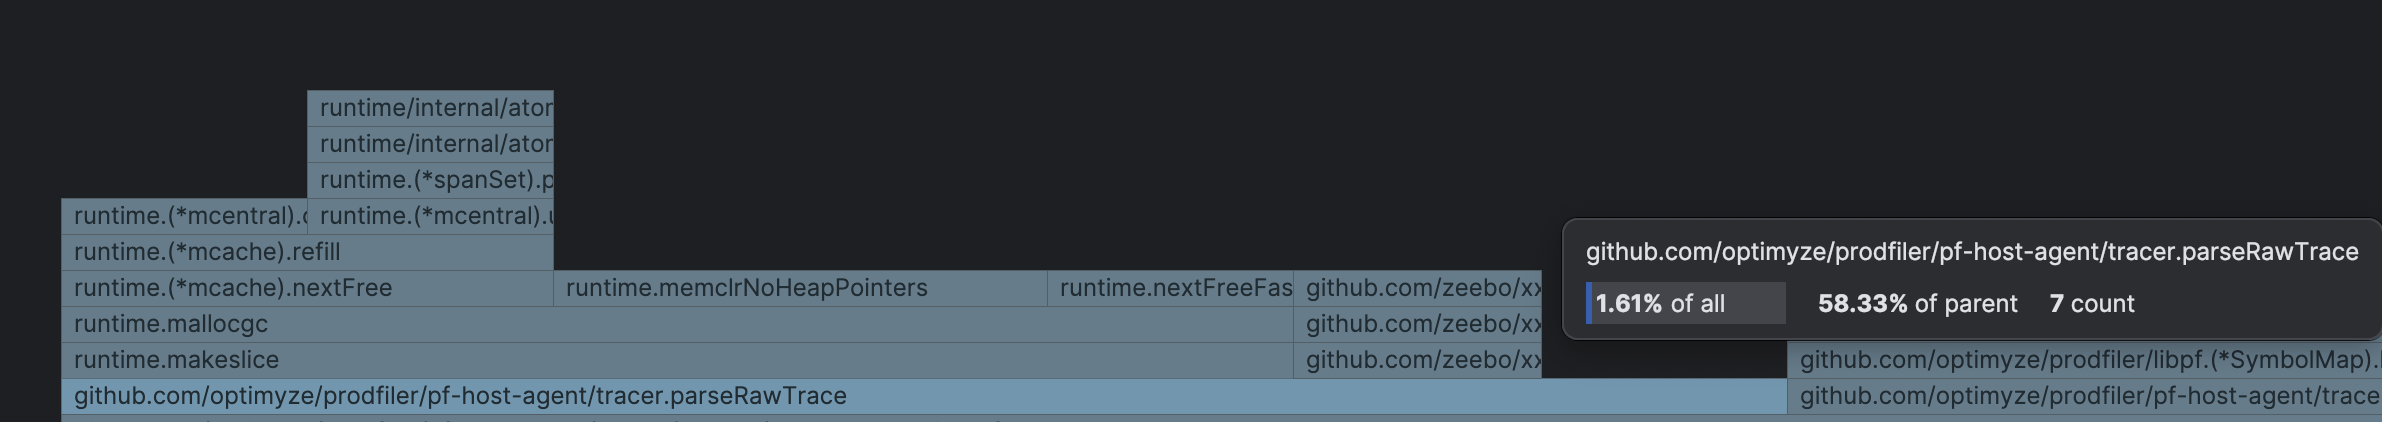 runtime/internal/ator
runtime/internal/ator
runtime.(*spanSet).p
runtime.(*mcentral).c runtime.(*mcentral).u
runtime.(*mcache).refill
runtime.(*mcache).nextFree runtime.memclrNoHeapPointers runtime.nextFreeFas github.com/zeebo/xx
runtime.mallocgc github.com/zeebo/xx
runtime.makeslice github.com/zeebo/xx github.com/optimyze/prodfiler/libpf.(*SymbolMap).
github.com/optimyze/prodfiler/pf-host-agent/tracer.parseRawTrace github.com/optimyze/prodfiler/pf-host-agent/trace
github.com/optimyze/prodfiler/pf-host-agent/tracer.parseRawTrace
1.61% of all 58.33% of parent 7 count